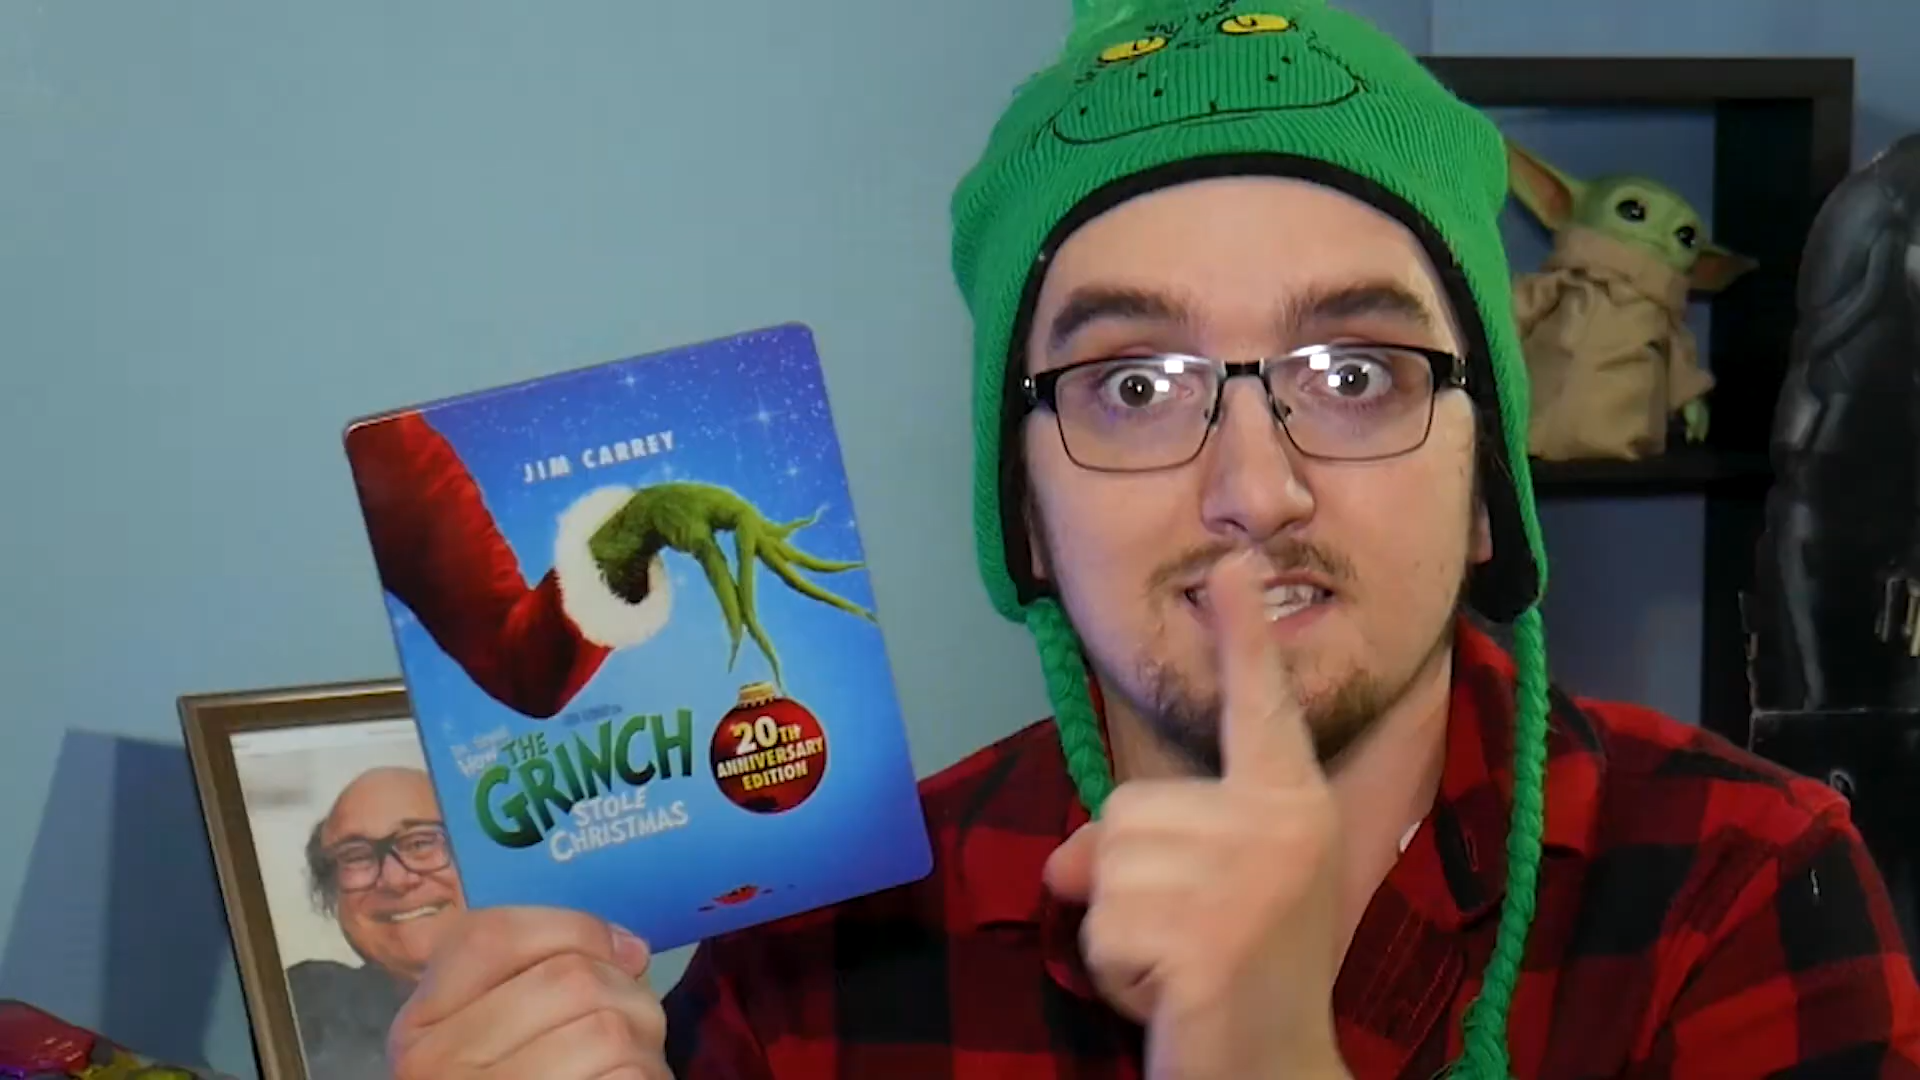 JIM CARREY
THE
GRINCH
STOLE
CHRISTMAS
20TH
ANNIVERSARY
EDITION